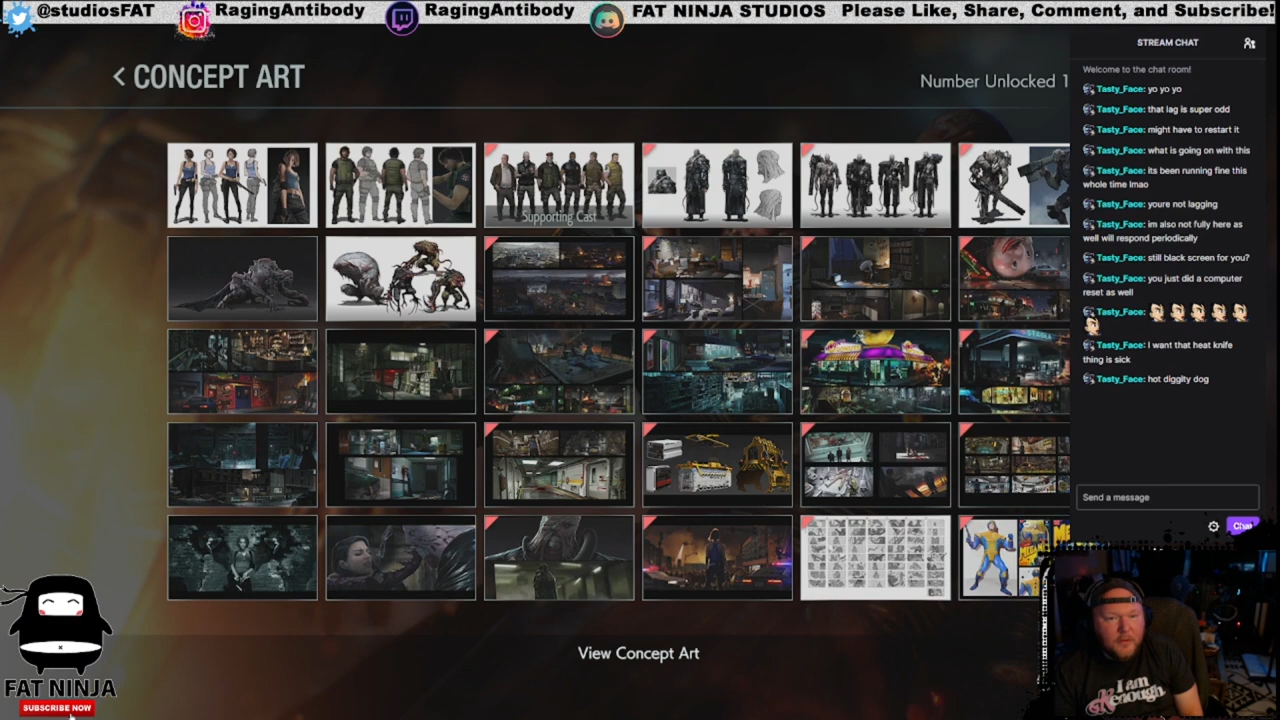 @studiosFAT RagingAntibody RagingAntibody FAT NINJA STUDIOS Please Like, Share, Comment, and Subscribe!
< CONCEPT ART
Number Unlocked 1
Supporting Cast
View Concept Art
STREAM CHAT
Welcome to the chat room!
Tasty_Face: yo yo yo
Tasty_Face: that lag is super odd
Tasty_Face: might have to restart it
Tasty_Face: what is going on with this
Tasty_Face: its been running fine this
whole time lmao
Tasty_Face: youre not lagging
Tasty_Face: im also not fully here as
well will respond periodically
Tasty_Face: still black screen for you?
Tasty_Face: you just did a computer
reset as well
Tasty_Face:
Tasty_Face: I want that heat knife
thing is sick
Tasty_Face: hot diggity dog
Send a message
Chat
FAT NINJA
SUBSCRIBE NOW
I am
Kenough